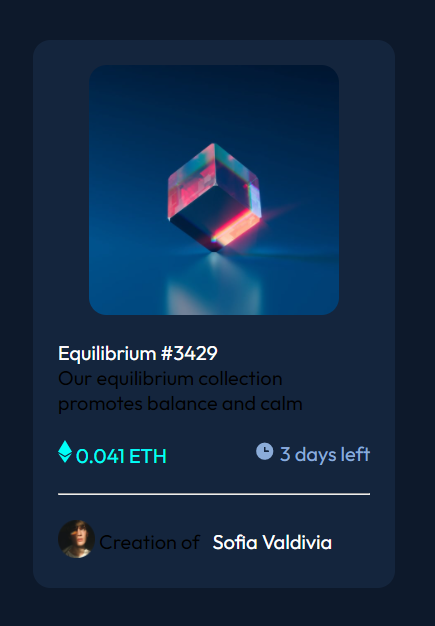 Equilibrium #3429
Our equilibrium collection
promotes balance and calm
0.041 ETH
3 days left
Creation of Sofia Valdivia